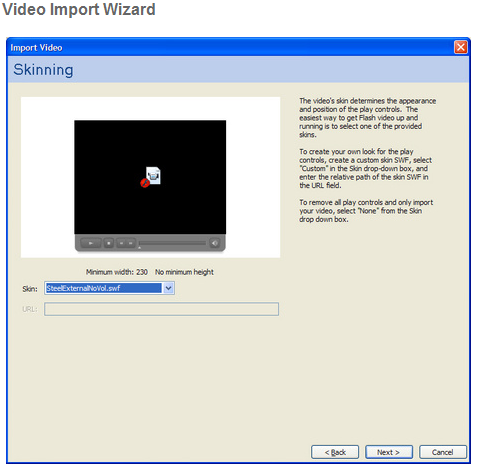 Video Import Wizard
Import Video
Skinning
The video's skin determines the appearance
and position of the play controls. The
easiest way to get Flash video up and
running is to select one of the provided
skins.
To create your own look for the play
controls, create a custom skin SWF, select
"Custom" in the Skin drop-down box, and
enter the relative path of the skin SWF in
the URL field.
To remove all play controls and only import
your video, select "None" from the Skin
drop down box.
Minimum width: 230 No minimum height
Skin: SteelExternalNoVol.swf
URL:
< Back Next > Cancel